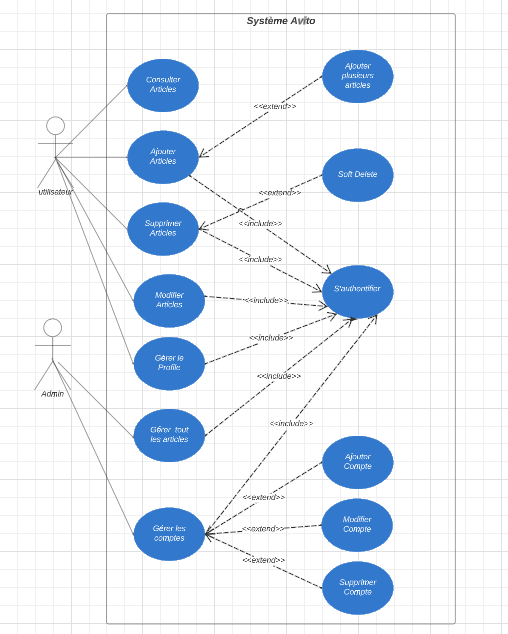 Système Avito
Consulter
Articles
Ajouter
plusieurs
articles
<<extend>>
Ajouter
Articles
Soft Delete
utilisateur
<<extend>>
Supprimer
Articles
<<include>>
<<include>>
S'authentifier
Modifier
Articles
<<include>>
<<include>>
Gérer le
Profile
<<include>>
Admin
Gérer tout
les articles
<<include>>
Ajouter
Compte
<<extend>>
Gérer les
comptes
<<extend>>
Modifier
Compte
<<extend>>
Supprimer
Compte